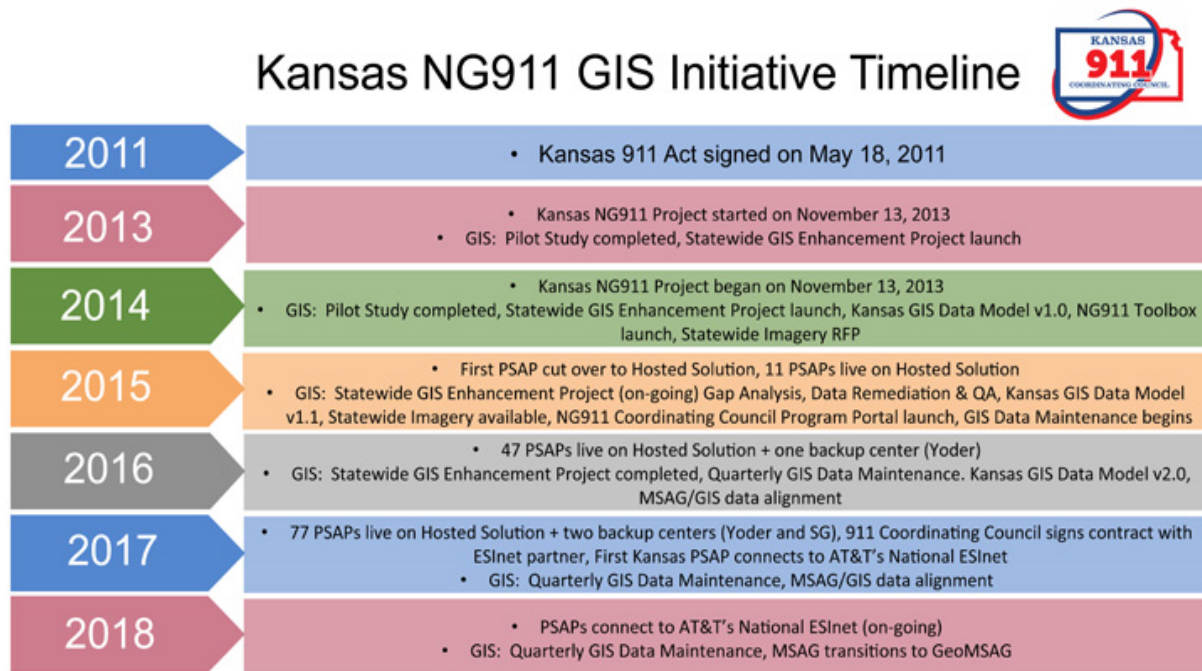 Kansas NG911 GIS Initiative Timeline
KANSAS
911
COORDINATING COUNCIL
2011
• Kansas 911 Act signed on May 18, 2011
2013
• Kansas NG911 Project started on November 13, 2013
• GIS: Pilot Study completed, Statewide GIS Enhancement Project launch
2014
• Kansas NG911 Project began on November 13, 2013
• GIS: Pilot Study completed, Statewide GIS Enhancement Project launch, Kansas GIS Data Model v1.0, NG911 Toolbox
launch, Statewide Imagery RFP
2015
• First PSAP cut over to Hosted Solution, 11 PSAPs live on Hosted Solution
• GIS: Statewide GIS Enhancement Project (on-going) Gap Analysis, Data Remediation & QA, Kansas GIS Data Model
v1.1, Statewide Imagery available, NG911 Coordinating Council Program Portal launch, GIS Data Maintenance begins
2016
• 47 PSAPs live on Hosted Solution + one backup center (Yoder)
• GIS: Statewide GIS Enhancement Project completed, Quarterly GIS Data Maintenance. Kansas GIS Data Model v2.0,
MSAG/GIS data alignment
2017
• 77 PSAPs live on Hosted Solution + two backup centers (Yoder and SG), 911 Coordinating Council signs contract with
ESInet partner, First Kansas PSAP connects to AT&T's National ESInet
• GIS: Quarterly GIS Data Maintenance, MSAG/GIS data alignment
2018
• PSAPs connect to AT&T's National ESInet (on-going)
• GIS: Quarterly GIS Data Maintenance, MSAG transitions to GeoMSAG